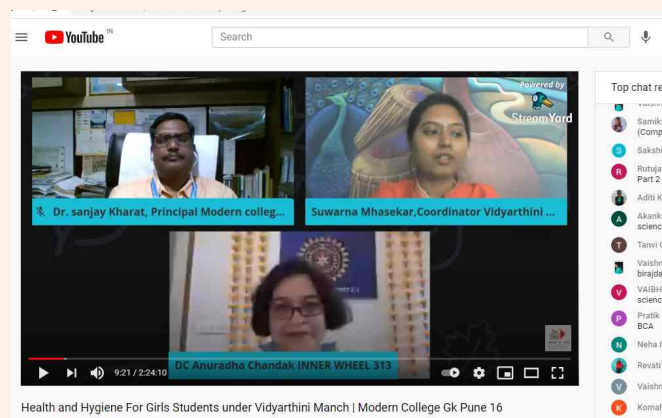 YouTube IN
Search
Top chat re
Powered by
StreamYard
Dr. sanjay Kharat, Principal Modern colleg...
Suwarna Mhasekar,Coordinator Vidyarthini ...
DC Anuradha Chandak INNER WHEEL 313
9:21 / 2:24:10
Health and Hygiene For Girls Students under Vidyarthini Manch | Modern College Gk Pune 16
Samiks
(Comp
S Sakshi
R Rutuja
Part 2
Aditi K
A Akanks
scienc
T Tanvi
Vaishn
birajda
V VAIBH
scienc
P Pratik
BCA
N Neha
Revati
V Vaishn
K Komal